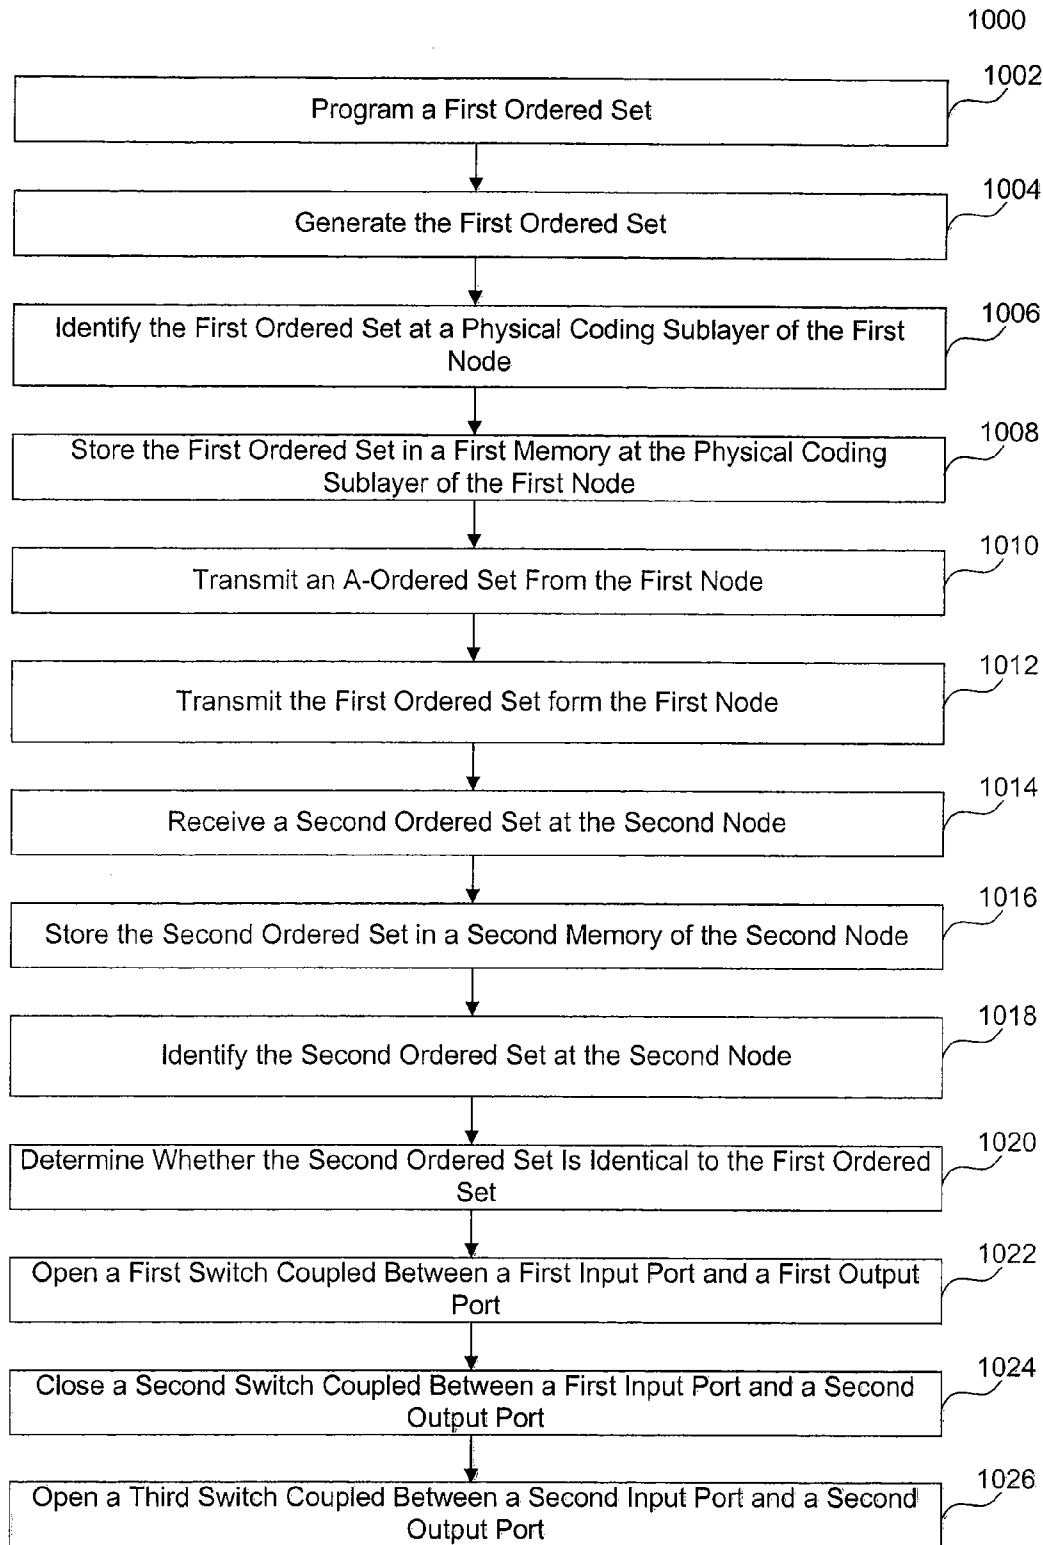 1000
1002
Program a First Ordered Set
1004
Generate the First Ordered Set
1006
Identify the First Ordered Set at a Physical Coding Sublayer of the First
Node
1008
Store the First Ordered Set in a First Memory at the Physical Coding
Sublayer of the First Node
1010
Transmit an A-Ordered Set From the First Node
1012
Transmit the First Ordered Set form the First Node
1014
Receive a Second Ordered Set at the Second Node
1016
Store the Second Ordered Set in a Second Memory of the Second Node
1018
Identify the Second Ordered Set at the Second Node
1020
Determine Whether the Second Ordered Set Is Identical to the First Ordered
Set
1022
Open a First Switch Coupled Between a First Input Port and a First Output
Port
1024
Close a Second Switch Coupled Between a First Input Port and a Second
Output Port
1026
Open a Third Switch Coupled Between a Second Input Port and a Second
Output Port